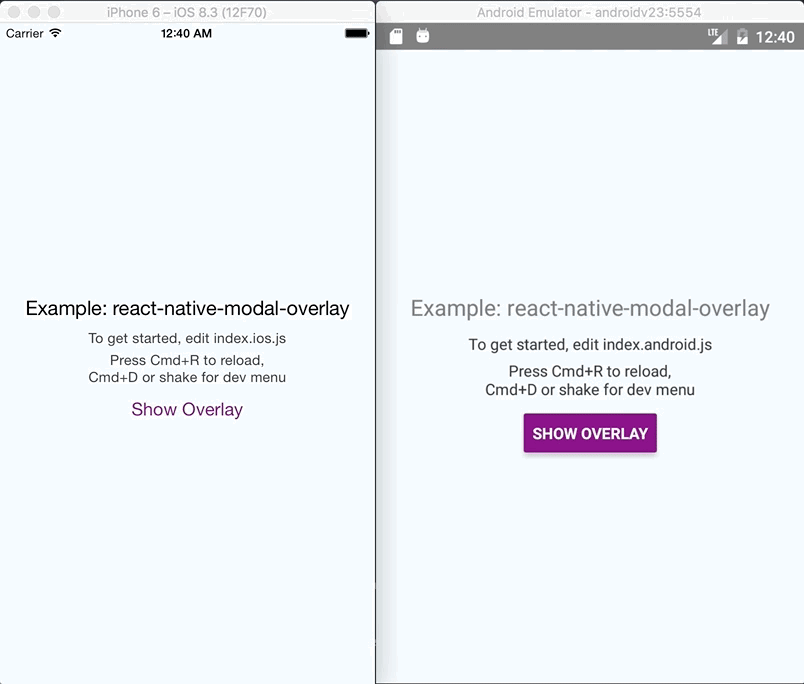 iPhone 6 – iOS 8.3 (12F70)
Carrier
12:40 AM
Example: react-native-modal-overlay
To get started, edit index.ios.js
Press Cmd+R to reload,
Cmd+D or shake for dev menu
Show Overlay
Android Emulator - androidv23:5554
LTE
12:40
Example: react-native-modal-overlay
To get started, edit index.android.js
Press Cmd+R to reload,
Cmd+D or shake for dev menu
SHOW OVERLAY